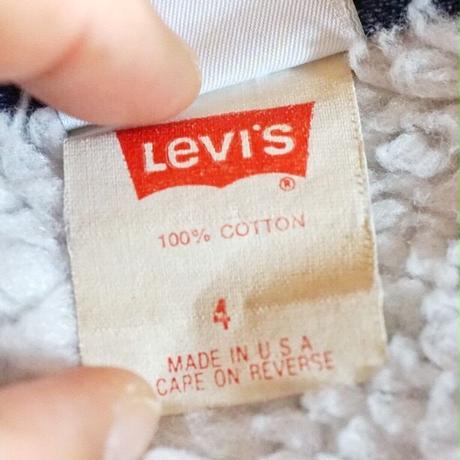 Levi's
®
100% COTTON
4
MADE IN U.S.A
CARE ON REVERSE